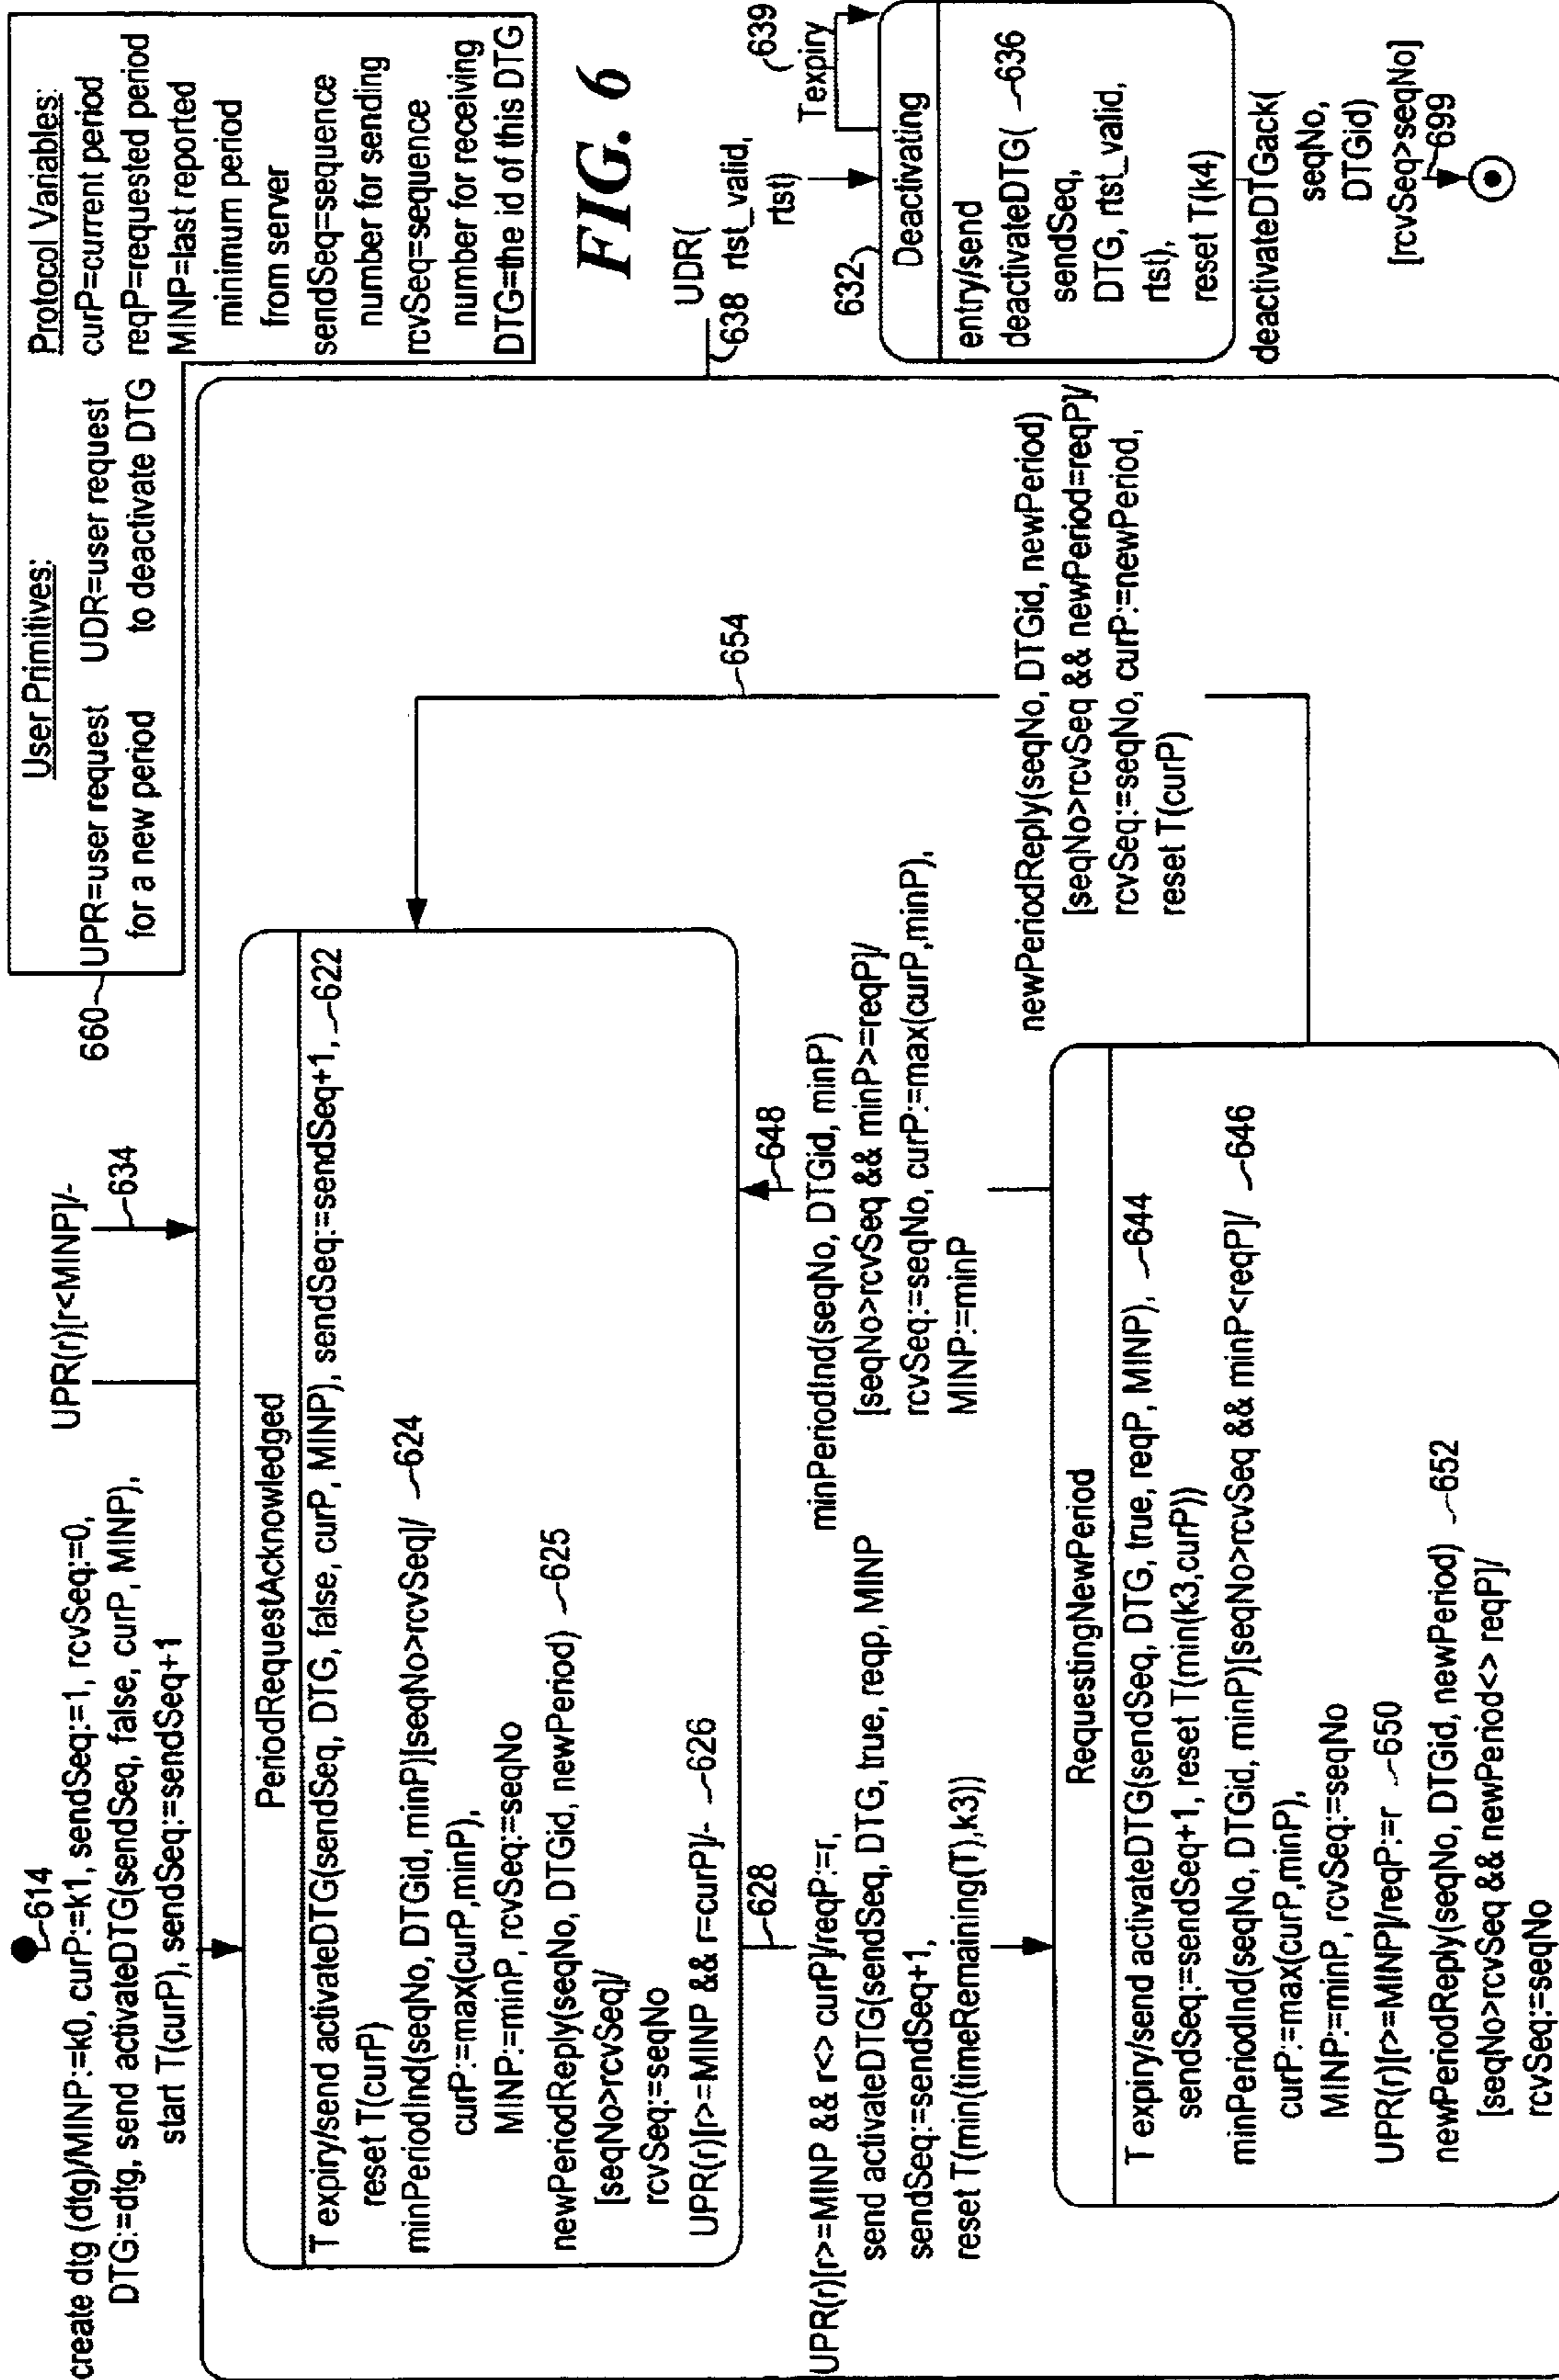 614
create dtg (dtg)/MINP:=k0, curP:=k1, sendSeq:=1, rcvSeq:=0,
DTG:=dtg, send activateDTG(sendSeq, false, curP, MINP),
start T(curP), sendSeq:=sendSeq+1
UPR(r)[r<MINP]/-
634
User Primitives:
660
UPR=user request
for a new period
UDR=user request
to deactivate DTG
Protocol Variables:
curP=current period
reqP=requested period
MINP=last reported
minimum period
from server
sendSeq=sequence
number for sending
rcvSeq=sequence
number for receiving
DTG=the id of this DTG
PeriodRequestAcknowledged
T expiry/send activateDTG(sendSeq, DTG, false, curP, MINP), sendSeq:=sendSeq+1, 622
reset T(curP)
minPeriodInd(seqNo, DTGid, minP)[seqNo>rcvSeq]/ 624
curP:=max(curP,minP),
MINP:=minP, rcvSeq:=seqNo
newPeriodReply(seqNo, DTGid, newPeriod) 625
[seqNo>rcvSeq]/
rcvSeq:=seqNo
UPR(r)[r>=MINP && r=curP]/- 626
628
UPR(r)[r>=MINP && r<> curP]/reqP:=r,
send activateDTG(sendSeq, DTG, true, reqp, MINP
sendSeq:=sendSeq+1,
reset T(min(timeRemaining(T),k3))
648
minPeriodInd(seqNo, DTGid, minP)
[seqNo>rcvSeq && minP>=reqP]/
rcvSeq:=seqNo, curP:=max(curP,minP),
MINP:=minP
654
newPeriodReply(seqNo, DTGid, newPeriod)
[seqNo>rcvSeq && newPeriod=reqP]/
rcvSeq:=seqNo, curP:=newPeriod,
reset T(curP)
RequestingNewPeriod
T expiry/send activateDTG(sendSeq, DTG, true, reqP, MINP), 644
sendSeq:=sendSeq+1, reset T(min(k3,curP))
minPeriodInd(seqNo, DTGid, minP)[seqNo>rcvSeq && minP<reqP]/ 646
curP:=max(curP,minP),
MINP:=minP, rcvSeq:=seqNo
UPR(r)[r>=MINP]/reqP:=r 650
newPeriodReply(seqNo, DTGid, newPeriod) 652
[seqNo>rcvSeq && newPeriod<> reqP]/
rcvSeq:=seqNo
FIG. 6
UDR(
638 rtst_valid,
rtst)
639
T expiry
632
Deactivating
entry/send
deactivateDTG( 636
sendSeq,
DTG, rtst_valid,
rtst),
reset T(k4)
deactivateDTGack(
seqNo,
DTGid)
[rcvSeq>seqNo]
699